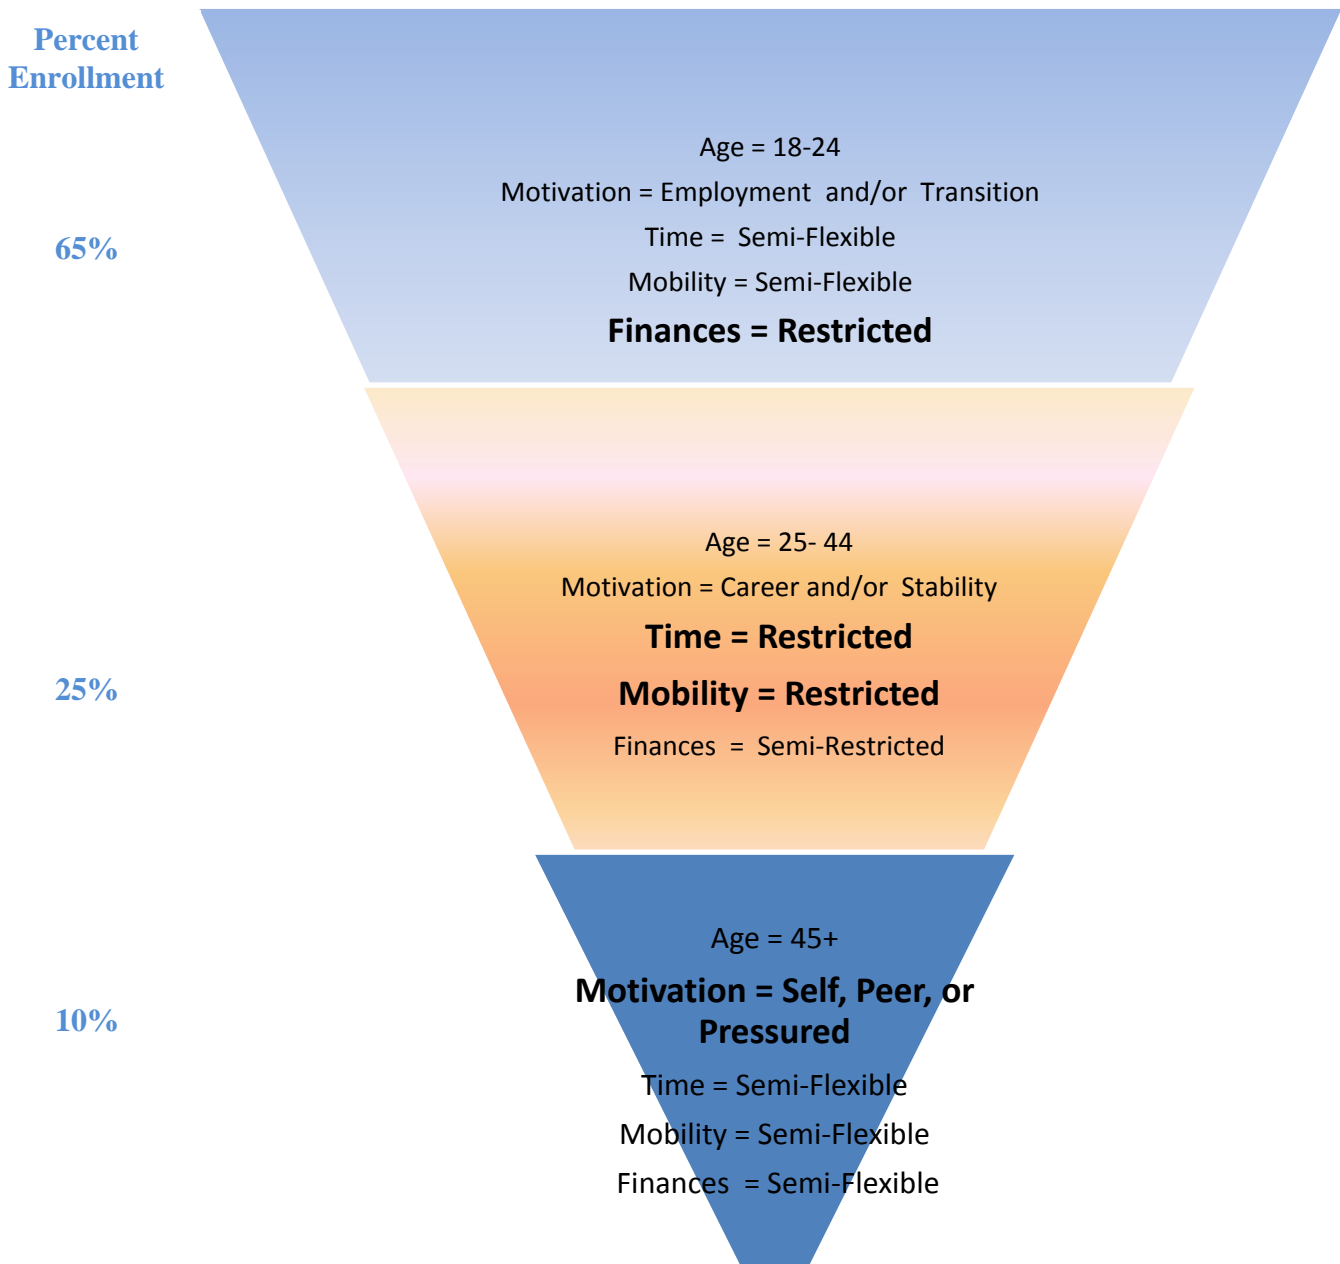 Percent
Enrollment
65%
Age = 18-24
Motivation = Employment and/or Transition
Time = Semi-Flexible
Mobility = Semi-Flexible
Finances = Restricted
25%
Age = 25- 44
Motivation = Career and/or Stability
Time = Restricted
Mobility = Restricted
Finances = Semi-Restricted
10%
Age = 45+
Motivation = Self, Peer, or
Pressured
Time = Semi-Flexible
Mobility = Semi-Flexible
Finances = Semi-Flexible